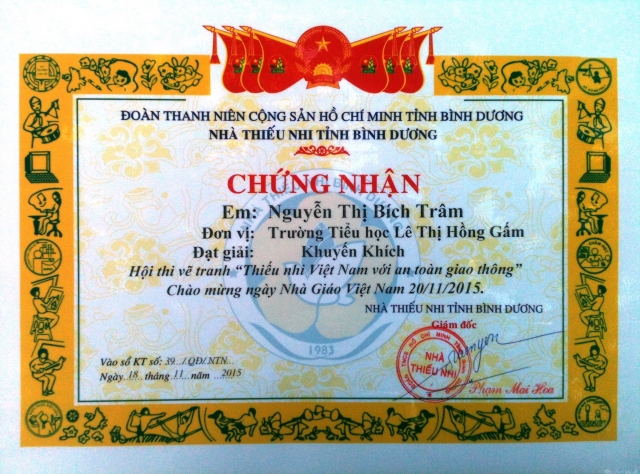 ĐOÀN THANH NIÊN CỘNG SẢN HỒ CHÍ MINH TỈNH BÌNH DƯƠNG
NHÀ THIẾU NHI TỈNH BÌNH DƯƠNG
CHỨNG NHẬN
Em: Nguyễn Thị Bích Trâm
Đơn vị: Trường Tiểu học Lê Thị Hồng Gấm
Đạt giải: Khuyến Khích
Hội thi vẽ tranh “Thiếu nhi Việt Nam với an toàn giao thông”
Chào mừng ngày Nhà Giáo Việt Nam 20/11/2015.
NHÀ THIẾU NHI TỈNH BÌNH DƯƠNG
Giám đốc
NHÀ
THIẾU NHI
Phạm Mai Hoa
1983
Vào sổ KT số: 39 / QĐ/ NTN
Ngày 18 tháng 11 năm 2015